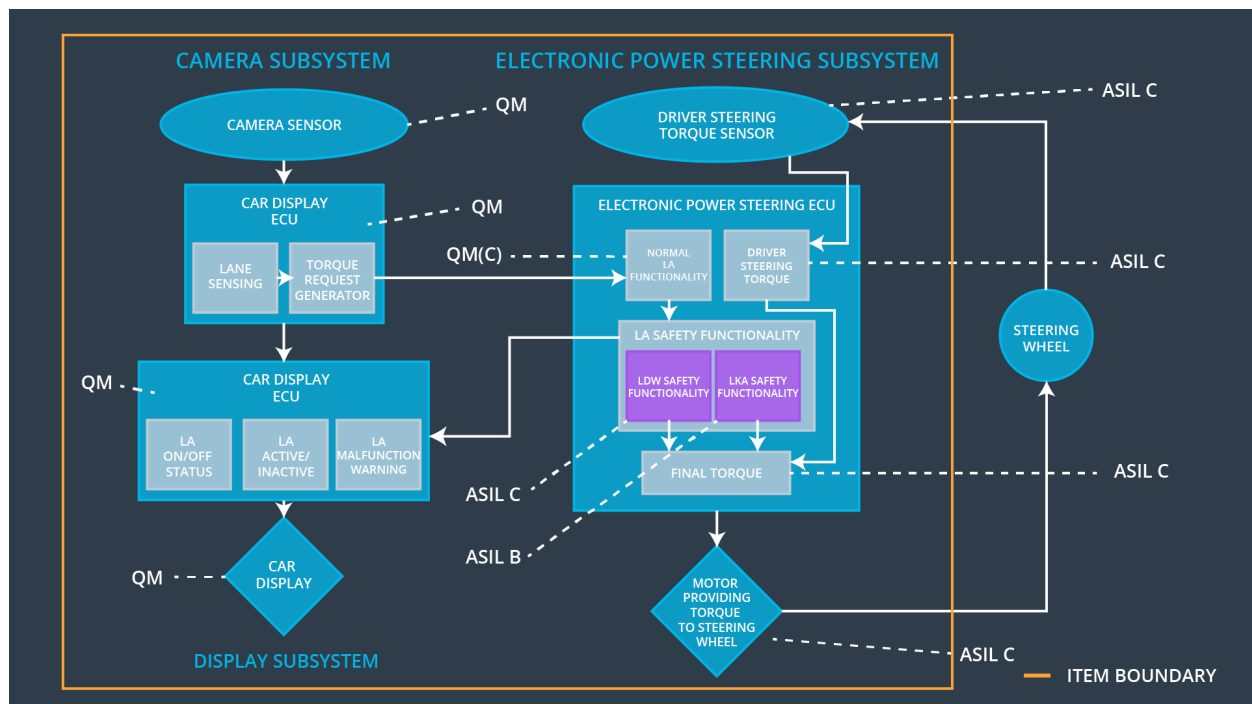 CAMERA SUBSYSTEM
ELECTRONIC POWER STEERING SUBSYSTEM
CAMERA SENSOR
QM
DRIVER STEERING
TORQUE SENSOR
ASIL C
CAR DISPLAY
ECU
QM
LANE
SENSING
TORQUE
REQUEST
GENERATOR
ELECTRONIC POWER STEERING ECU
QM(C)
NORMAL
LA
FUNCTIONALITY
DRIVER
STEERING
TORQUE
ASIL C
LA SAFETY FUNCTIONALITY
LDW SAFETY
FUNCTIONALITY
LKA SAFETY
FUNCTIONALITY
STEERING
WHEEL
QM
CAR DISPLAY
ECU
LA
ON/OFF
STATUS
LA
ACTIVE/
INACTIVE
LA
MALFUNCTION
WARNING
FINAL TORQUE
ASIL C
ASIL C
ASIL B
QM
CAR
DISPLAY
MOTOR
PROVIDING
TORQUE
TO STEERING
WHEEL
ASIL C
DISPLAY SUBSYSTEM
ITEM BOUNDARY